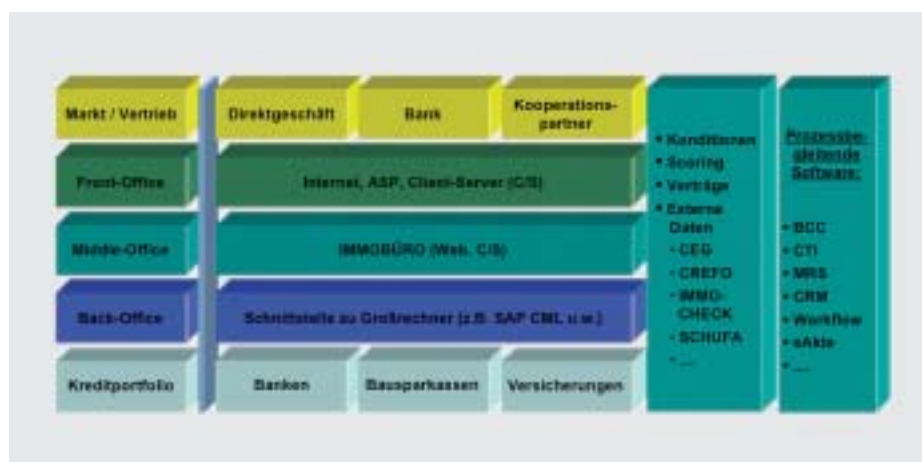 Markt / Vertrieb
Direktgeschäft
Bank
Kooperations-
partner
Front-Office
Internet, ASP, Client-Server (C/S)
Middle-Office
IMMOBÜRO (Web, C/S)
Back-Office
Schnittstelle zu Großrechner (z.B. SAP CML u.w.)
Kreditportfolio
Banken
Bausparkassen
Versicherungen
• Konditionen
• Scoring
• Verträge
• Externe
Daten
- CEG
- CREFO
- IMMO-
CHECK
- SCHUFA
- ...
Prozessbe-
gleitende
Software:
• BCC
• CTI
• MRS
• CRM
• Workflow
• eAkte
• ...